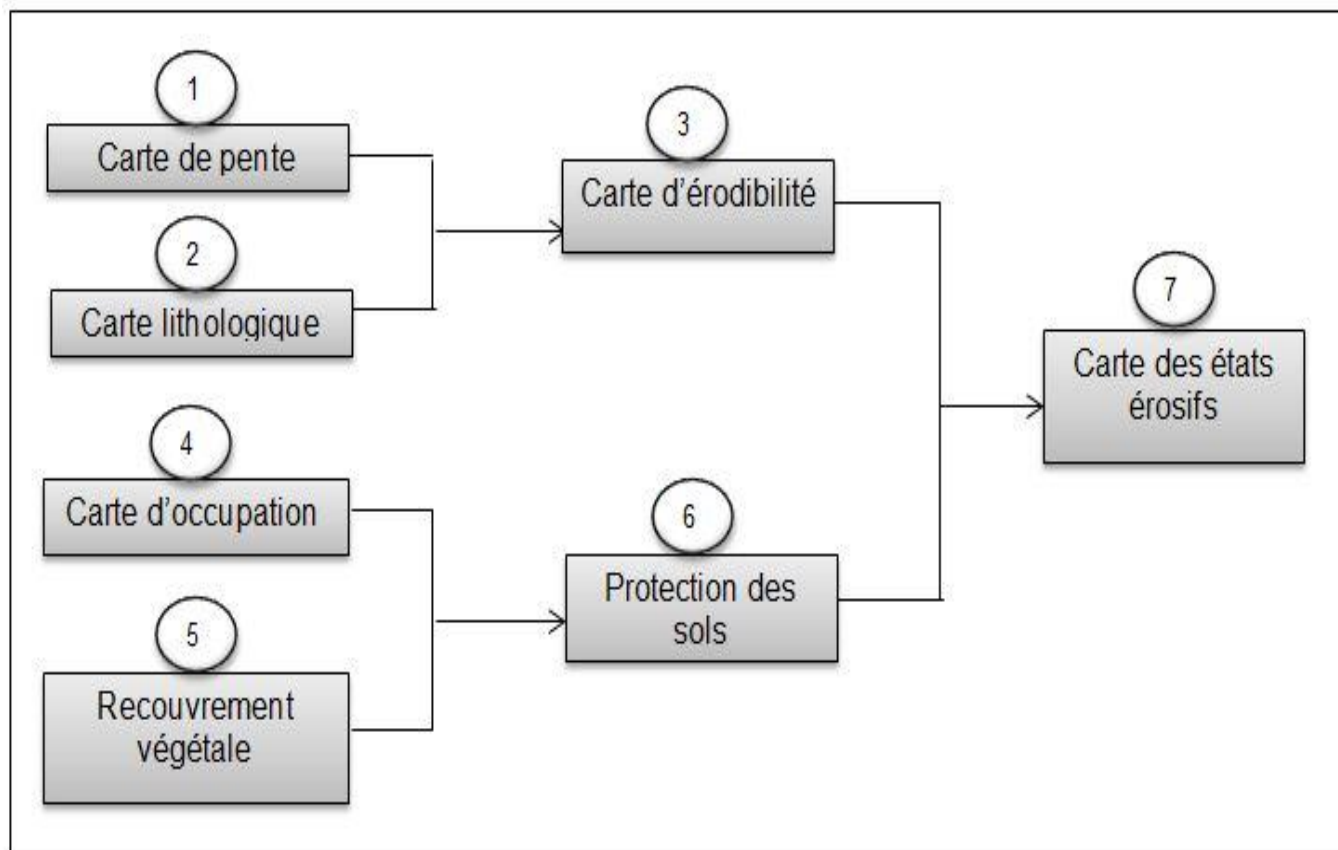 1
Carte de pente
2
Carte lithologique
3
Carte d’érodibilité
4
Carte d’occupation
5
Recouvrement
végétale
6
Protection des
sols
7
Carte des états
érosifs